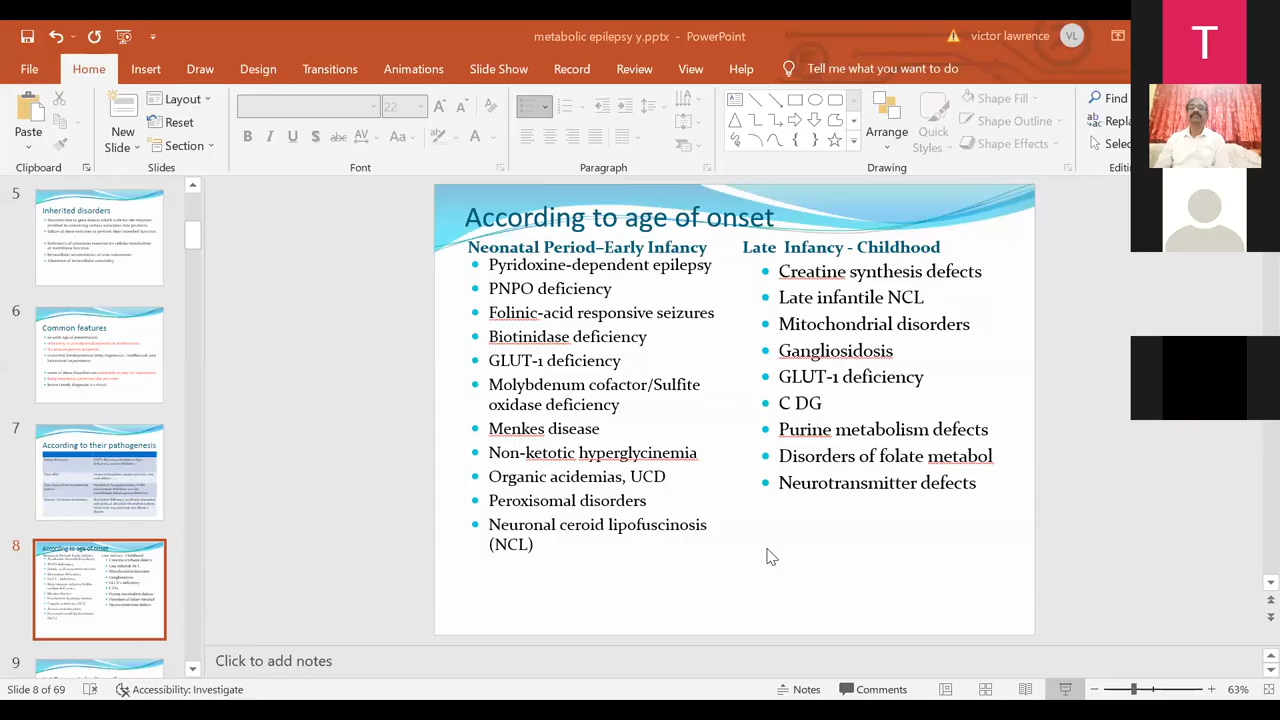 metabolic epilepsy y.pptx - PowerPoint
victor lawrence
VL
T
File Home Insert Draw Design Transitions Animations Slide Show Record Review View Help Tell me what you want to do
Paste
Clipboard
New Slide
Layout
Reset
Section
Slides
22
B I U S abc AV Aa A
Font
Paragraph
Arrange
Quick Styles
Shape Fill
Shape Outline
Shape Effects
Drawing
Find
Repla
Selec
Editin
5
Inherited disorders
6
Common features
7
According to their pathogenesis
8
According to age of onset
9
According to age of onset
Neonatal Period–Early Infancy
Pyridoxine-dependent epilepsy
PNPO deficiency
Folinic-acid responsive seizures
Biotinidase deficiency
GLUT-1 deficiency
Molybdenum cofactor/Sulfite
oxidase deficiency
Menkes disease
Non-ketotic hyperglycinemia
Organic acidemias, UCD
Peroxisomal disorders
Neuronal ceroid lipofuscinosis
(NCL)
Late Infancy - Childhood
Creatine synthesis defects
Late infantile NCL
Mitochondrial disorders
Gangliosidosis
GLUT-1 deficiency
C DG
Purine metabolism defects
Disorders of folate metabol
Neurotransmitter defects
Click to add notes
Slide 8 of 69
Accessibility: Investigate
Notes
Comments
63%